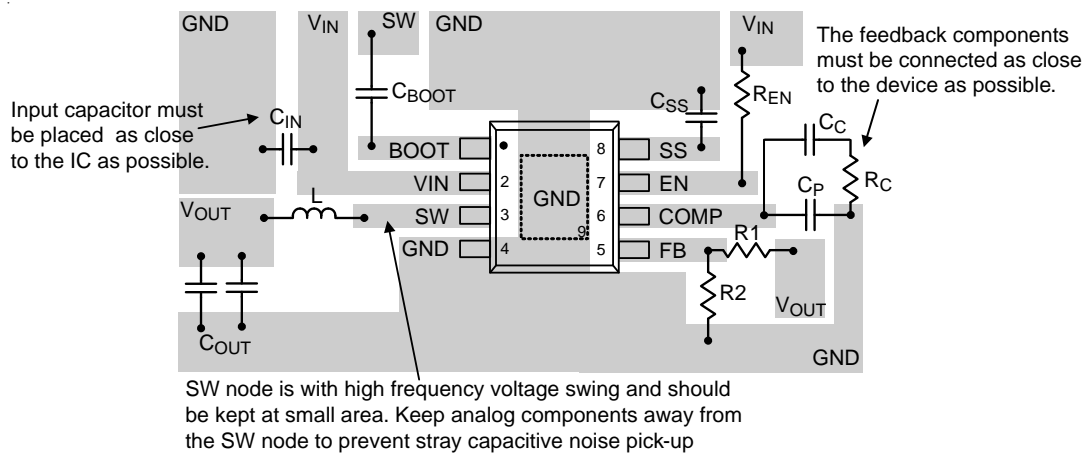 GND
VIN
SW
GND
VIN
The feedback components
must be connected as close
to the device as possible.
Input capacitor must
be placed as close
to the IC as possible.
CIN
CBOOT
CSS
REN
CC
RC
CP
BOOT
8
SS
VIN
2
7
EN
GND
VOUT
L
SW
3
6
COMP
9
GND
4
5
FB
R1
R2
VOUT
COUT
GND
SW node is with high frequency voltage swing and should
be kept at small area. Keep analog components away from
the SW node to prevent stray capacitive noise pick-up